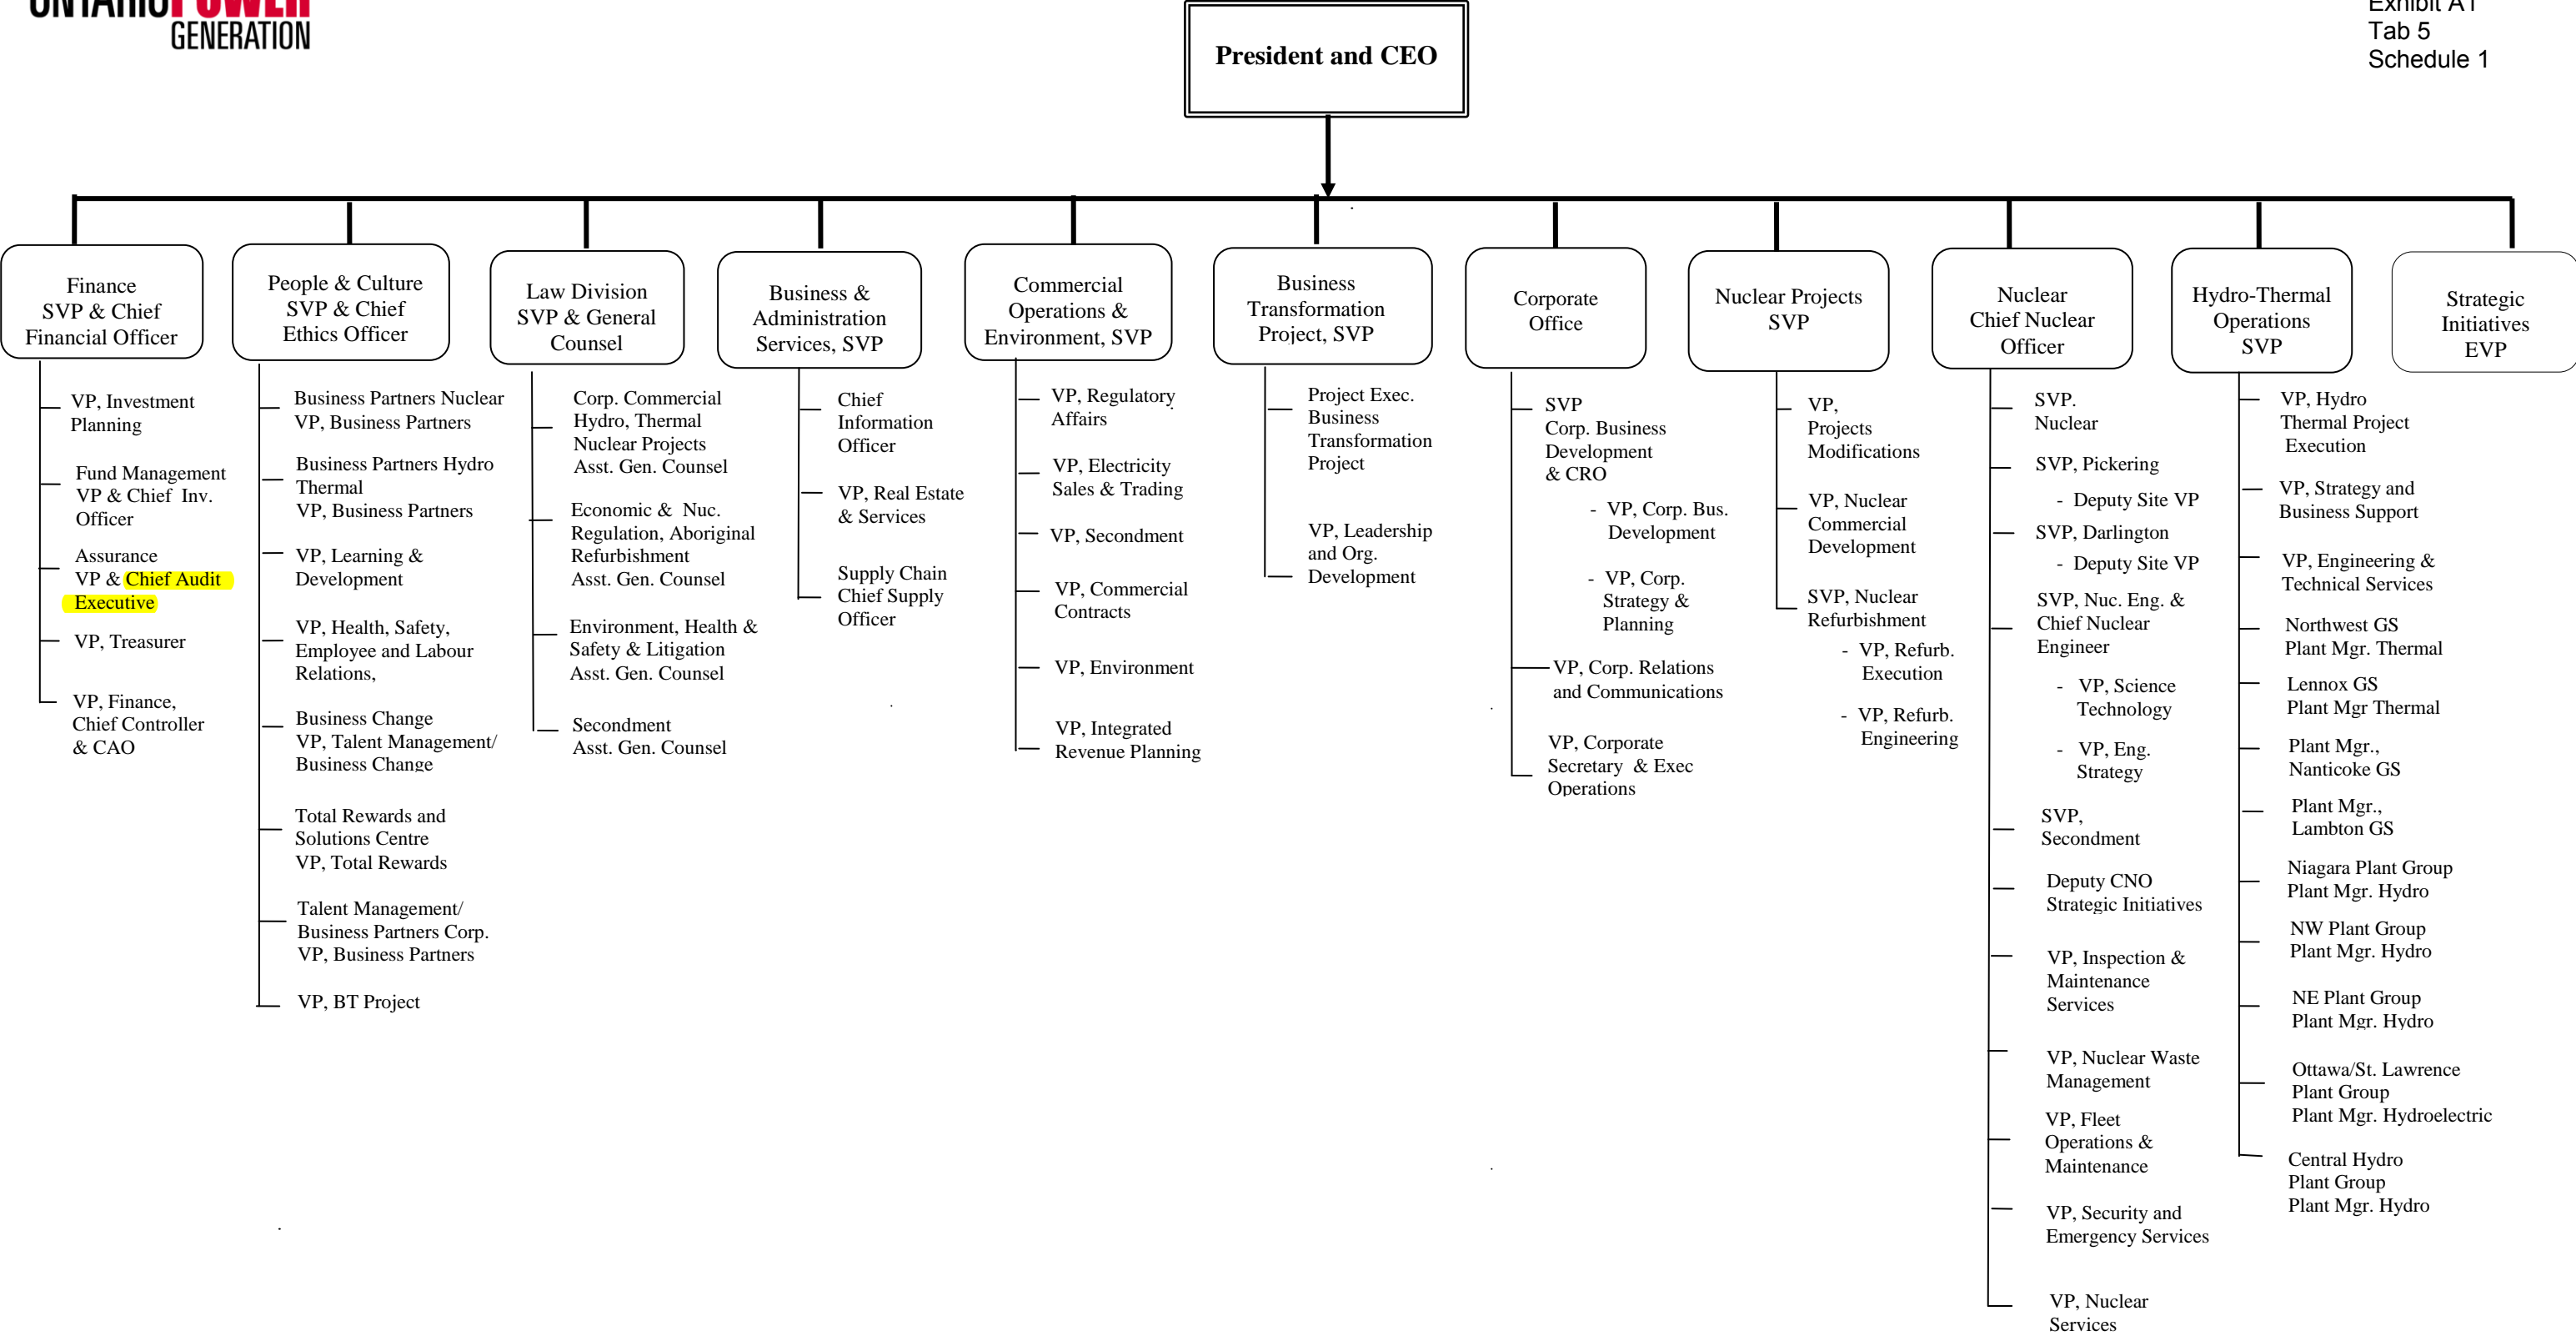 ONTARIOPOWER
GENERATION
Exhibit A1
Tab 5
Schedule 1
President and CEO
Finance
SVP & Chief
Financial Officer
VP, Investment
Planning
Fund Management
VP & Chief Inv.
Officer
Assurance
VP & Chief Audit
Executive
VP, Treasurer
VP, Finance,
Chief Controller
& CAO
People & Culture
SVP & Chief
Ethics Officer
Business Partners Nuclear
VP, Business Partners
Business Partners Hydro
Thermal
VP, Business Partners
VP, Learning &
Development
VP, Health, Safety,
Employee and Labour
Relations,
Business Change
VP, Talent Management/
Business Change
Total Rewards and
Solutions Centre
VP, Total Rewards
Talent Management/
Business Partners Corp.
VP, Business Partners
VP, BT Project
Law Division
SVP & General
Counsel
Corp. Commercial
Hydro, Thermal
Nuclear Projects
Asst. Gen. Counsel
Economic & Nuc.
Regulation, Aboriginal
Refurbishment
Asst. Gen. Counsel
Environment, Health &
Safety & Litigation
Asst. Gen. Counsel
Secondment
Asst. Gen. Counsel
Business &
Administration
Services, SVP
Chief
Information
Officer
VP, Real Estate
& Services
Supply Chain
Chief Supply
Officer
Commercial
Operations &
Environment, SVP
VP, Regulatory
Affairs
VP, Electricity
Sales & Trading
VP, Secondment
VP, Commercial
Contracts
VP, Environment
VP, Integrated
Revenue Planning
Business
Transformation
Project, SVP
Project Exec.
Business
Transformation
Project
VP, Leadership
and Org.
Development
Corporate
Office
SVP
Corp. Business
Development
& CRO
- VP, Corp. Bus.
Development
- VP, Corp.
Strategy &
Planning
VP, Corp. Relations
and Communications
VP, Corporate
Secretary & Exec
Operations
Nuclear Projects
SVP
VP,
Projects
Modifications
VP, Nuclear
Commercial
Development
SVP, Nuclear
Refurbishment
- VP, Refurb.
Execution
- VP, Refurb.
Engineering
Nuclear
Chief Nuclear
Officer
SVP.
Nuclear
SVP, Pickering
- Deputy Site VP
SVP, Darlington
- Deputy Site VP
SVP, Nuc. Eng. &
Chief Nuclear
Engineer
- VP, Science
Technology
- VP, Eng.
Strategy
SVP,
Secondment
Deputy CNO
Strategic Initiatives
VP, Inspection &
Maintenance
Services
VP, Nuclear Waste
Management
VP, Fleet
Operations &
Maintenance
VP, Security and
Emergency Services
VP, Nuclear
Services
Hydro-Thermal
Operations
SVP
VP, Hydro
Thermal Project
Execution
VP, Strategy and
Business Support
VP, Engineering &
Technical Services
Northwest GS
Plant Mgr. Thermal
Lennox GS
Plant Mgr Thermal
Plant Mgr.,
Nanticoke GS
Plant Mgr.,
Lambton GS
Niagara Plant Group
Plant Mgr. Hydro
NW Plant Group
Plant Mgr. Hydro
NE Plant Group
Plant Mgr. Hydro
Ottawa/St. Lawrence
Plant Group
Plant Mgr. Hydroelectric
Central Hydro
Plant Group
Plant Mgr. Hydro
Strategic
Initiatives
EVP